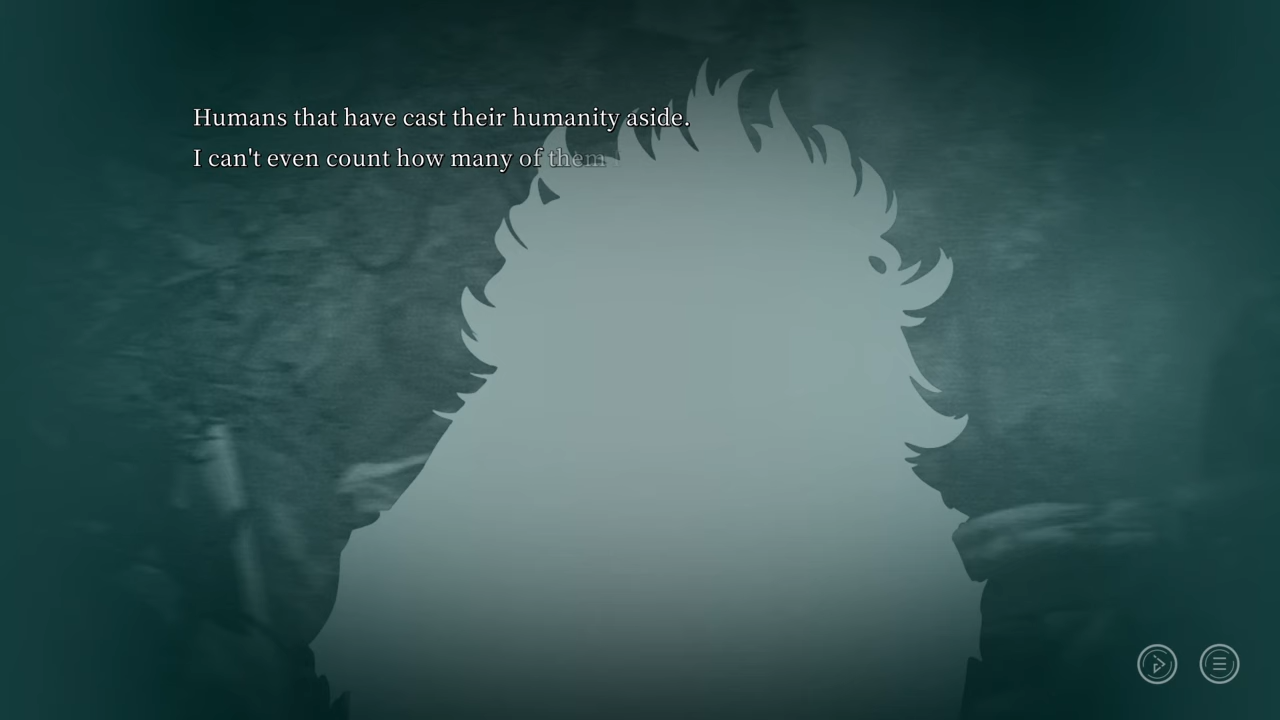 Humans that have cast their humanity aside.
I can't even count how many of them